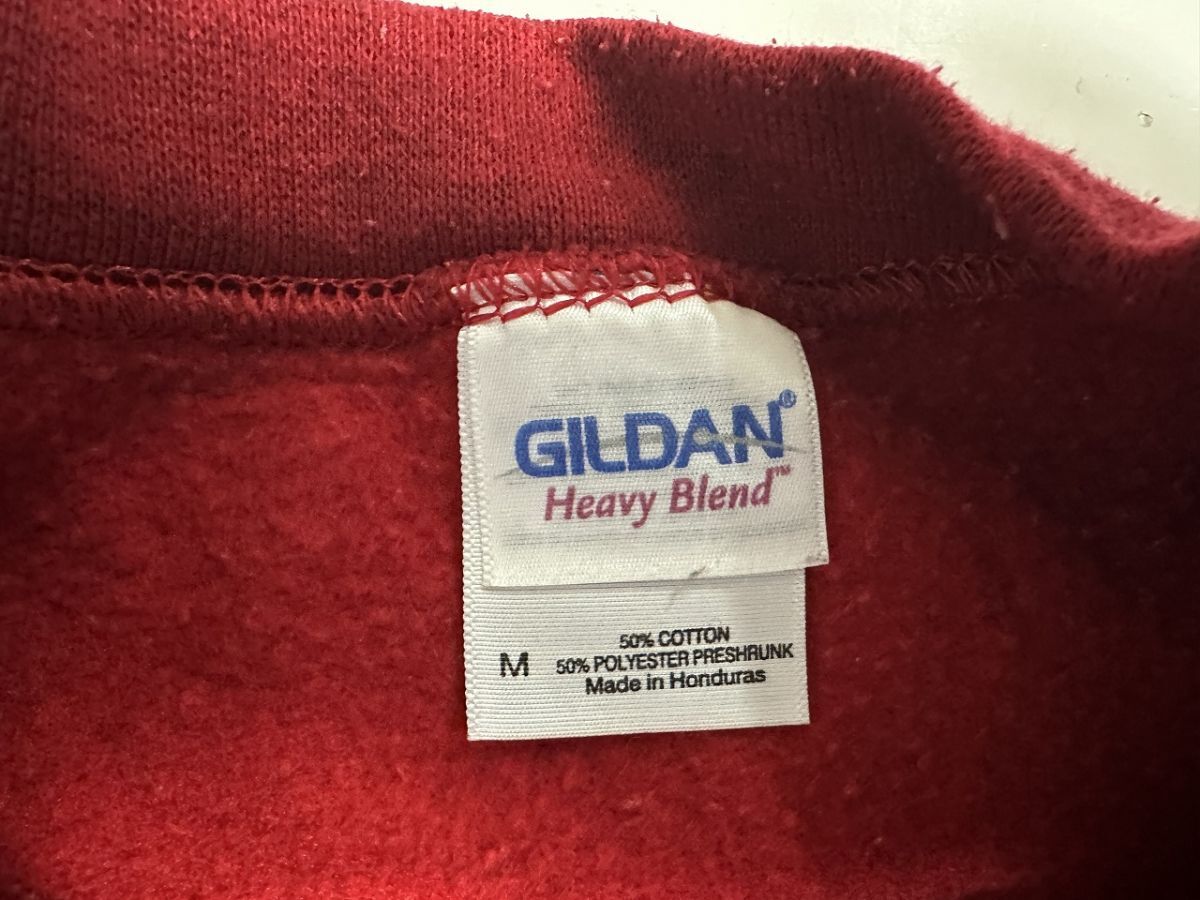 GILDAN®
Heavy Blend™
50% COTTON
M 50% POLYESTER PRESHRUNK
Made in Honduras